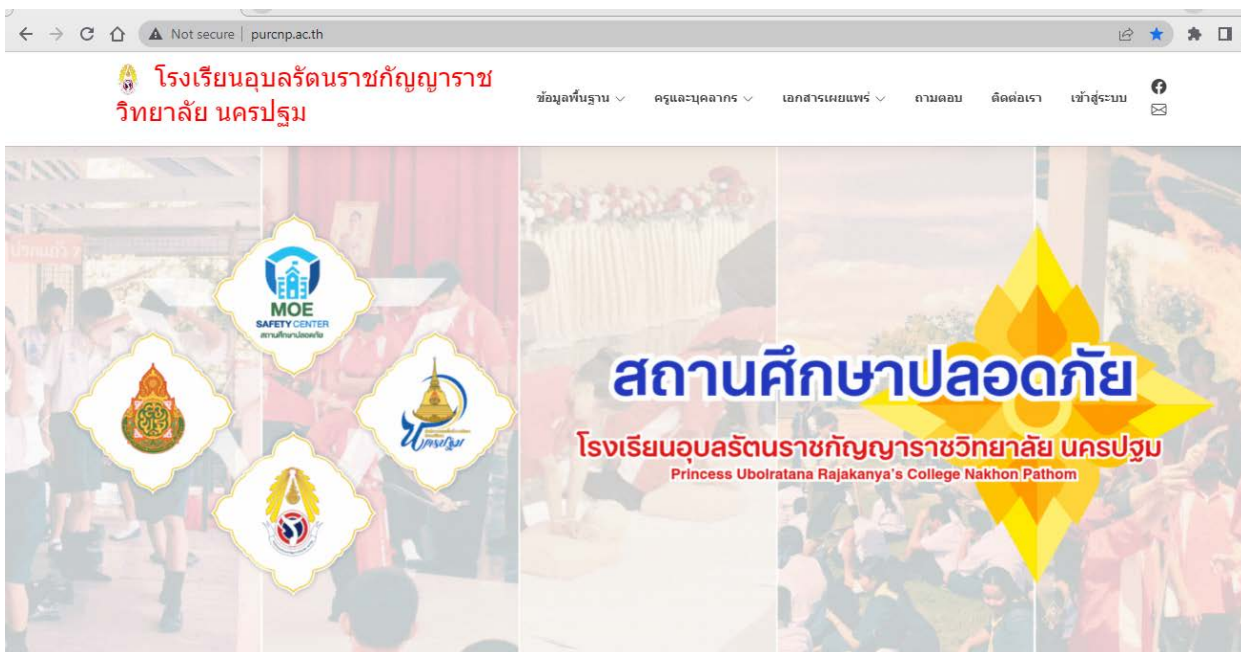 Not secure | purcnp.ac.th
โรงเรียนอุบลรัตนราชกัญญาราช
วิทยาลัย นครปฐม
ข้อมูลพื้นฐาน ครูและบุคลากร เอกสารเผยแพร่ ถามตอบ ติดต่อเรา เข้าสู่ระบบ
MOE
SAFETY CENTER
สถานศึกษาปลอดภัย
นครปฐม
สถานศึกษาปลอดภัย
โรงเรียนอุบลรัตนราชกัญญาราชวิทยาลัย นครปฐม
Princess Ubolratana Rajakanya's College Nakhon Pathom